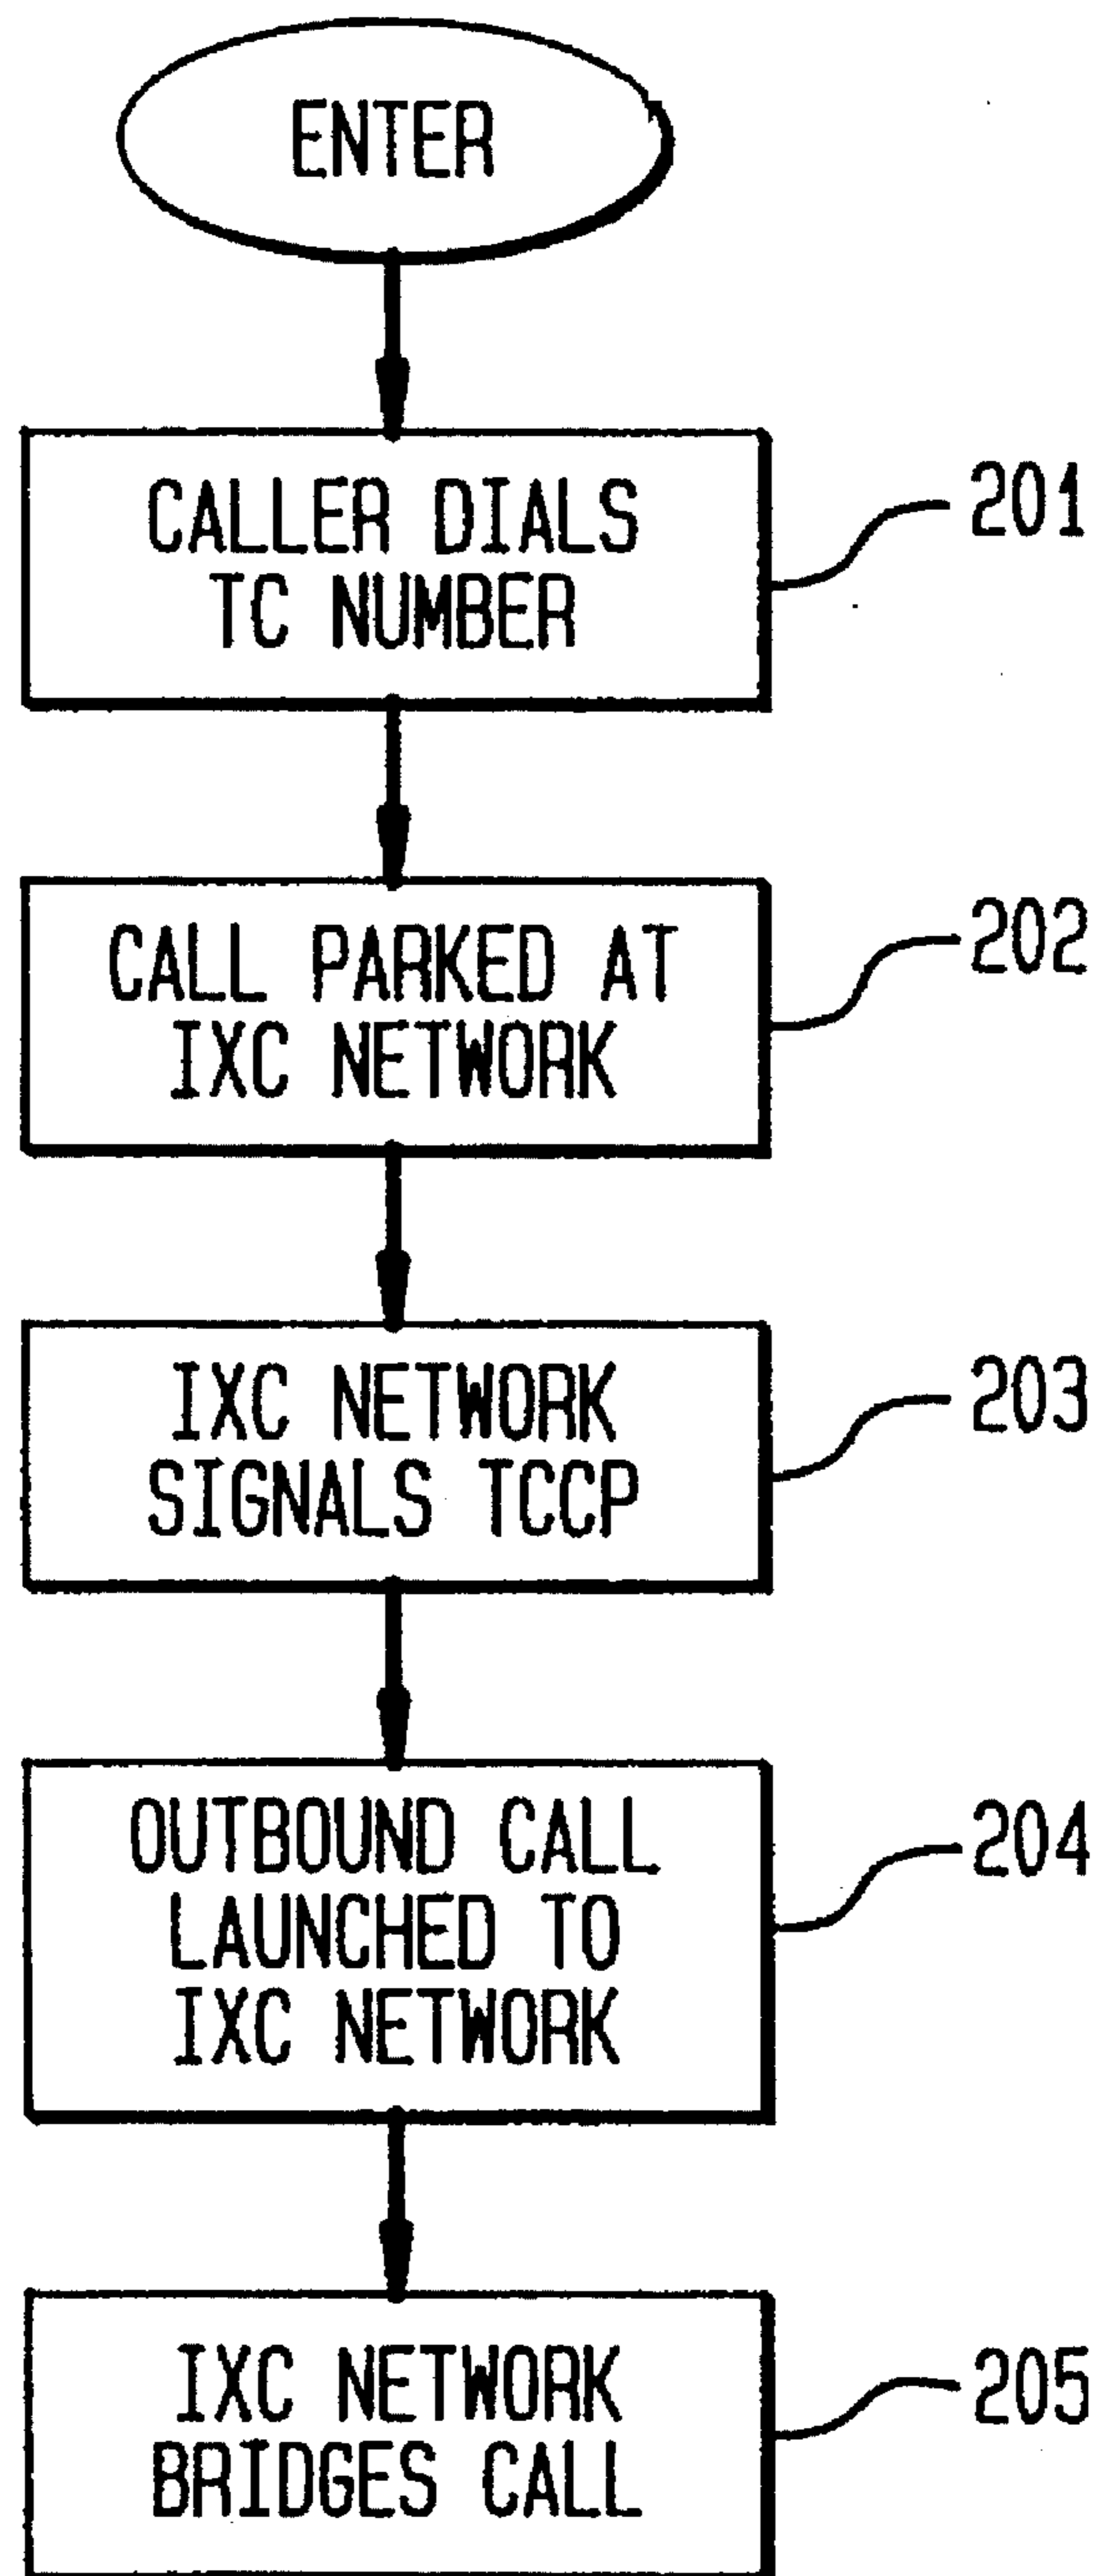 ENTER
CALLER DIALS
TC NUMBER
201
CALL PARKED AT
IXC NETWORK
202
IXC NETWORK
SIGNALS TCCP
203
OUTBOUND CALL
LAUNCHED TO
IXC NETWORK
204
IXC NETWORK
BRIDGES CALL
205